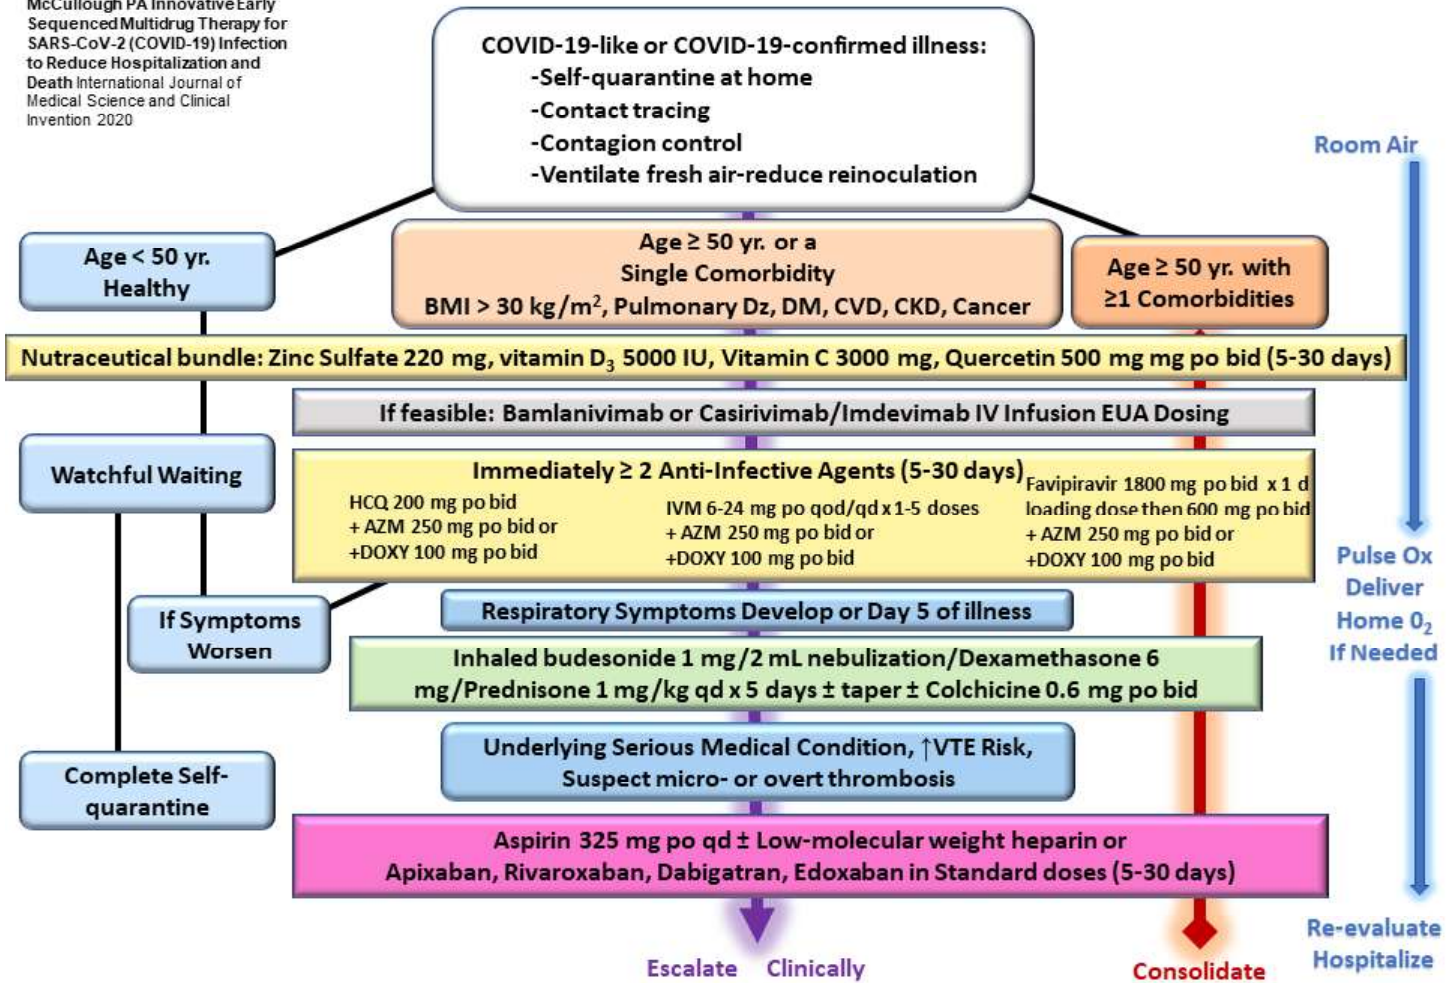 McCullough PA Innovative Early
Sequenced Multidrug Therapy for
SARS-CoV-2 (COVID-19) Infection
to Reduce Hospitalization and
Death International Journal of
Medical Science and Clinical
Invention 2020
COVID-19-like or COVID-19-confirmed illness:
-Self-quarantine at home
-Contact tracing
-Contagion control
-Ventilate fresh air-reduce reinoculation
Room Air
Age < 50 yr.
Healthy
Age ≥ 50 yr. or a
Single Comorbidity
BMI > 30 kg/m², Pulmonary Dz, DM, CVD, CKD, Cancer
Age ≥ 50 yr. with
≥1 Comorbidities
Nutraceutical bundle: Zinc Sulfate 220 mg, vitamin D₃ 5000 IU, Vitamin C 3000 mg, Quercetin 500 mg mg po bid (5-30 days)
If feasible: Bamlanivimab or Casirivimab/Imdevimab IV Infusion EUA Dosing
Watchful Waiting
Immediately ≥ 2 Anti-Infective Agents (5-30 days)
HCQ 200 mg po bid
+ AZM 250 mg po bid or
+DOXY 100 mg po bid
IVM 6-24 mg po qod/qd x 1-5 doses
+ AZM 250 mg po bid or
+DOXY 100 mg po bid
Favipiravir 1800 mg po bid x 1 d
loading dose then 600 mg po bid
+ AZM 250 mg po bid or
+DOXY 100 mg po bid
Pulse Ox
Deliver
Home 0₂
If Needed
If Symptoms
Worsen
Respiratory Symptoms Develop or Day 5 of illness
Inhaled budesonide 1 mg/2 mL nebulization/Dexamethasone 6
mg/Prednisone 1 mg/kg qd x 5 days ± taper ± Colchicine 0.6 mg po bid
Underlying Serious Medical Condition, ↑VTE Risk,
Suspect micro- or overt thrombosis
Complete Self-
quarantine
Aspirin 325 mg po qd ± Low-molecular weight heparin or
Apixaban, Rivaroxaban, Dabigatran, Edoxaban in Standard doses (5-30 days)
Re-evaluate
Hospitalize
Escalate Clinically
Consolidate